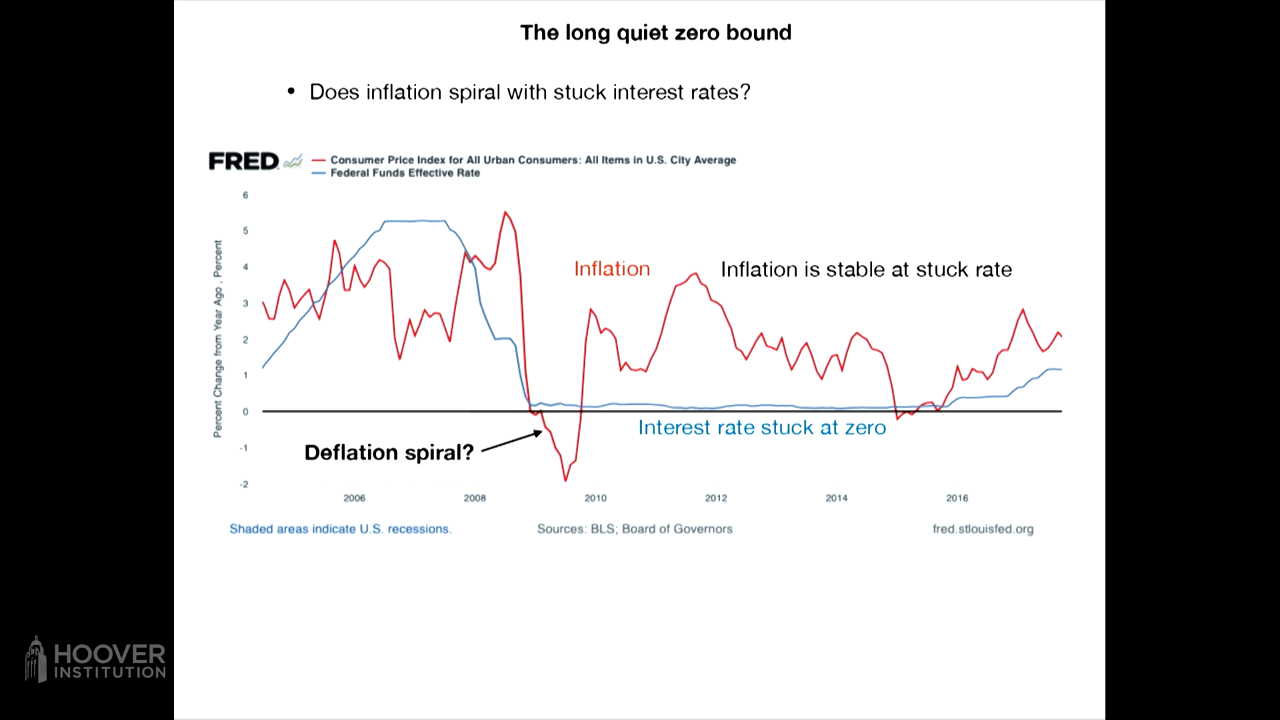 The long quiet zero bound
• Does inflation spiral with stuck interest rates?
FRED
Consumer Price Index for All Urban Consumers: All Items in U.S. City Average
Federal Funds Effective Rate
6
5
4
3
2
1
0
-1
-2
Percent Change from Year Ago , Percent
Inflation
Inflation is stable at stuck rate
Interest rate stuck at zero
Deflation spiral?
2006 2008 2010 2012 2014 2016
Shaded areas indicate U.S. recessions. Sources: BLS; Board of Governors fred.stlouisfed.org
HOOVER
INSTITUTION